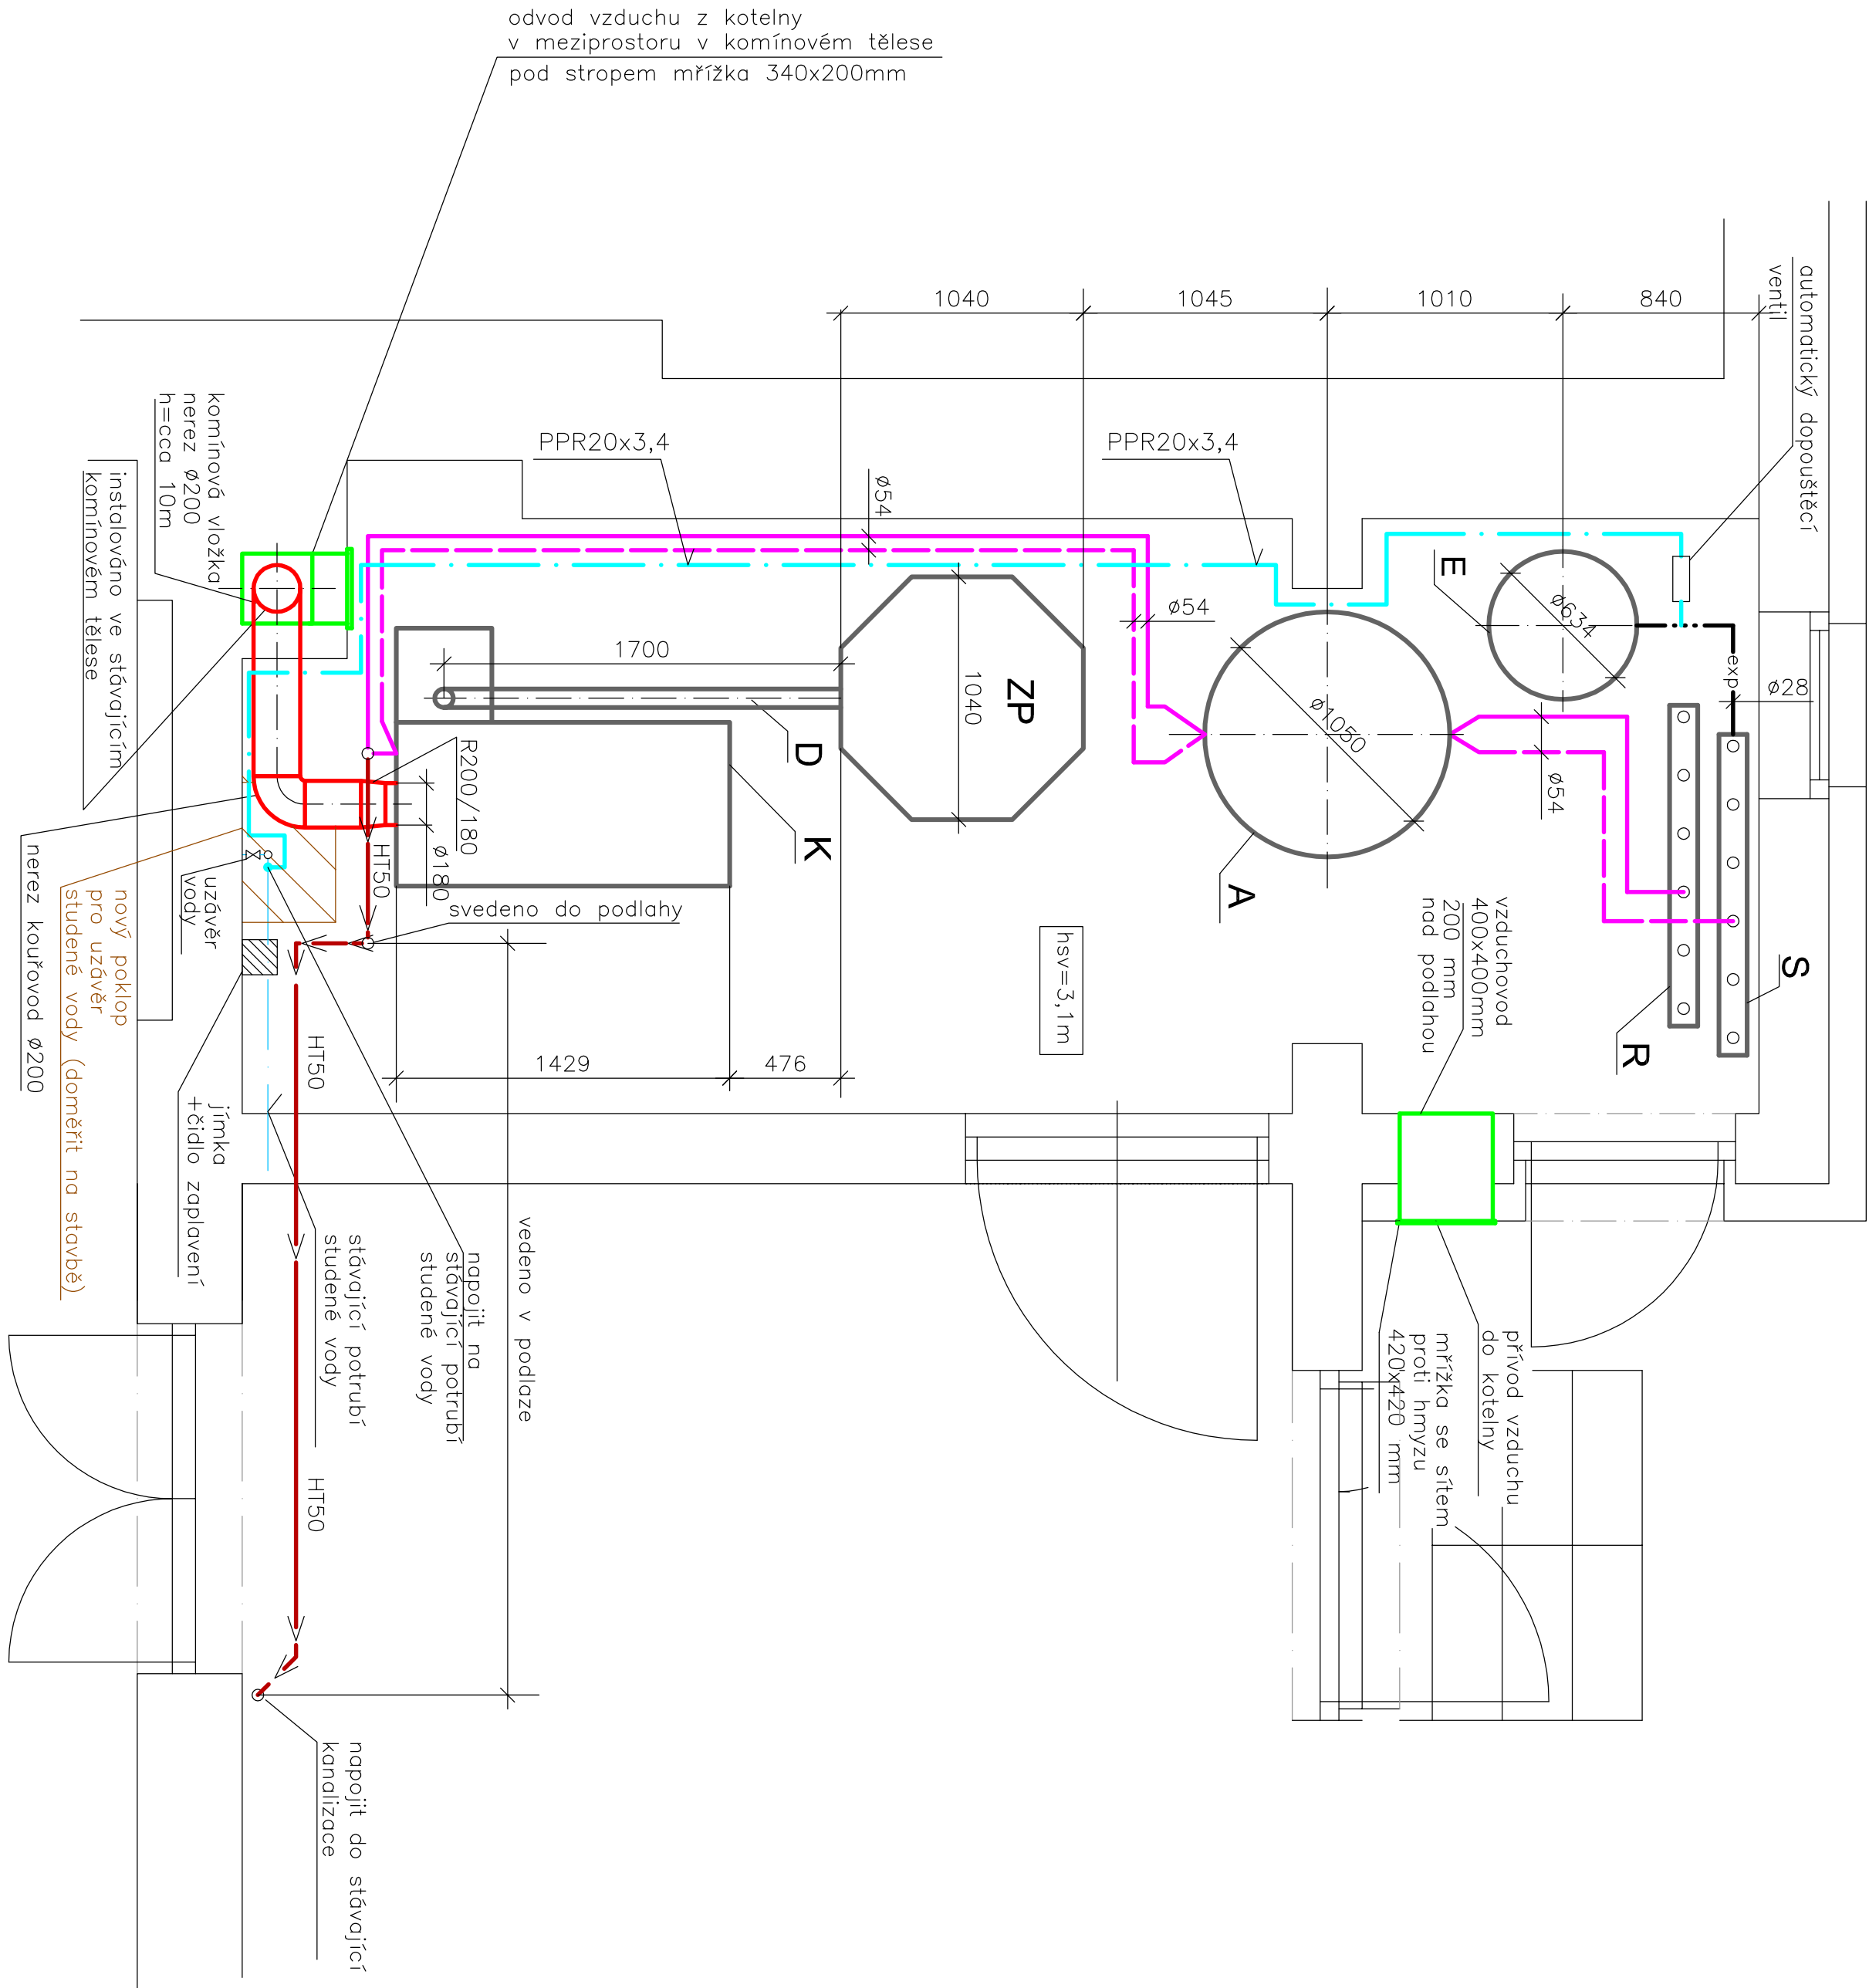 odvod vzduchu z kotelny
v meziprostoru v komínovém tělese
pod stropem mřížka 340x200mm
automatický dopouštěcí
ventil
1040
1045
1010
840
komínová vložka
nerez ø200
h=cca 10m
instalováno ve stávajícím
komínovém tělese
PPR20x3,4
PPR20x3,4
ø54
ø54
E
ø634
exp
ø28
1700
1040
ZP
ø1050
ø54
D
K
A
R200/180
ø180
HT50
svedeno do podlahy
hsv=3,1m
vzduchovod
400x400mm
200 mm
nad podlahou
S
R
nerez kouřovod ø200
nový poklop
pro uzávěr
studené vody (doměřit na stavbě)
uzávěr
vody
jímka
+čidlo zaplavení
HT50
1429
476
stávající potrubí
studené vody
napojit na
stávající potrubí
studené vody
vedeno v podlaze
přívod vzduchu
do kotelny
mřížka se sítem
proti hmyzu
420x420 mm
HT50
napojit do stávající
kanalizace